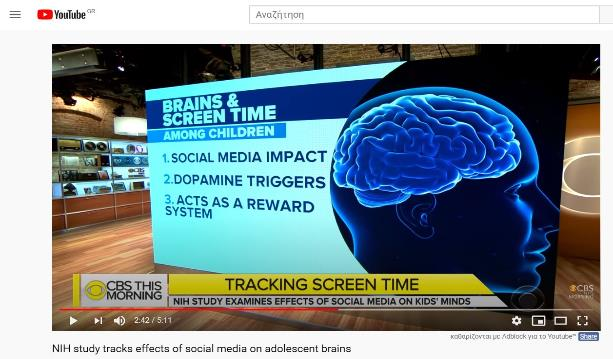 YouTube GR
Αναζήτηση
BRAINS &
SCREEN TIME
AMONG CHILDREN
1. SOCIAL MEDIA IMPACT
2. DOPAMINE TRIGGERS
3. ACTS AS A REWARD
SYSTEM
CBS THIS
MORNING
TRACKING SCREEN TIME
NIH STUDY EXAMINES EFFECTS OF SOCIAL MEDIA ON KIDS' MINDS
CBS
MORNING
2:42 / 5:11
καθαρίζονται με Adblock για το Youtube™ Share
NIH study tracks effects of social media on adolescent brains